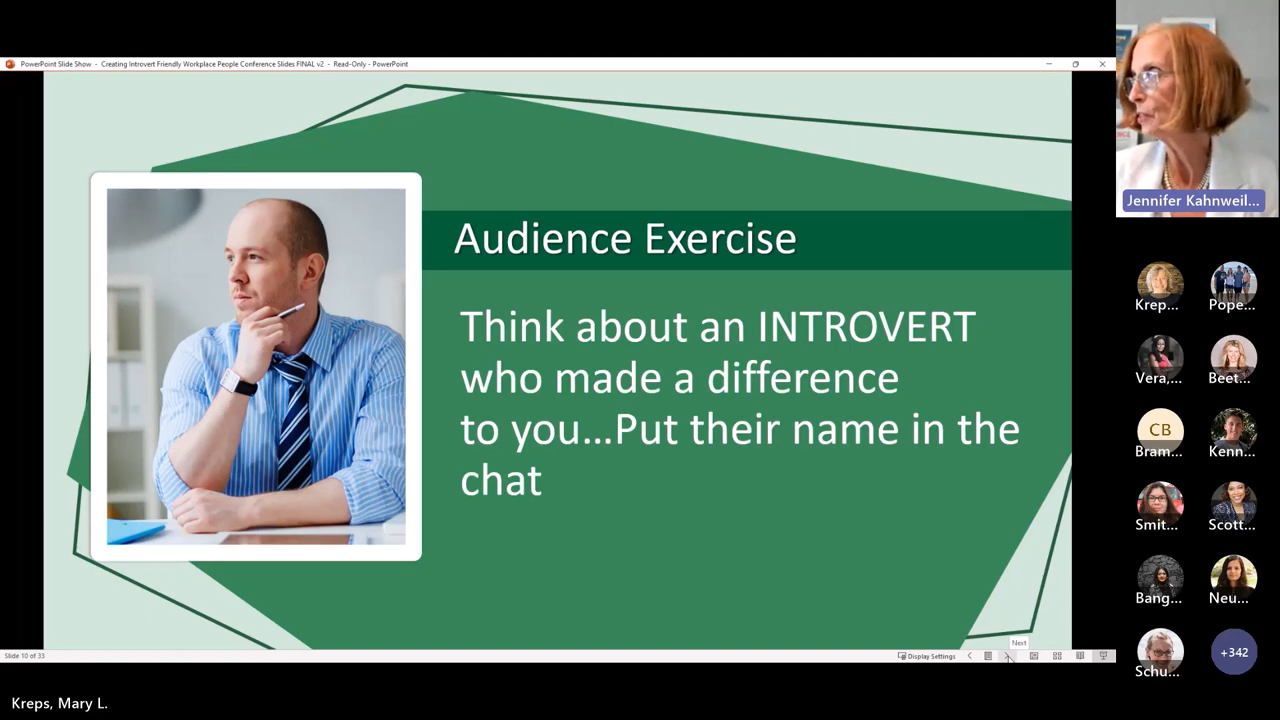 PowerPoint Slide Show - Creating Introvert Friendly Workplace People Conference Slides FINAL v2 - Read-Only - PowerPoint
Audience Exercise
Think about an INTROVERT
who made a difference
to you...Put their name in the
chat
Jennifer Kahnweil...
Krep... Pope...
Vera,... Beet...
CB
Bram... Kenn...
Smit... Scott...
Bang... Neu...
Schu... +342
Next
Slide 10 of 33 Display Settings
Kreps, Mary L.